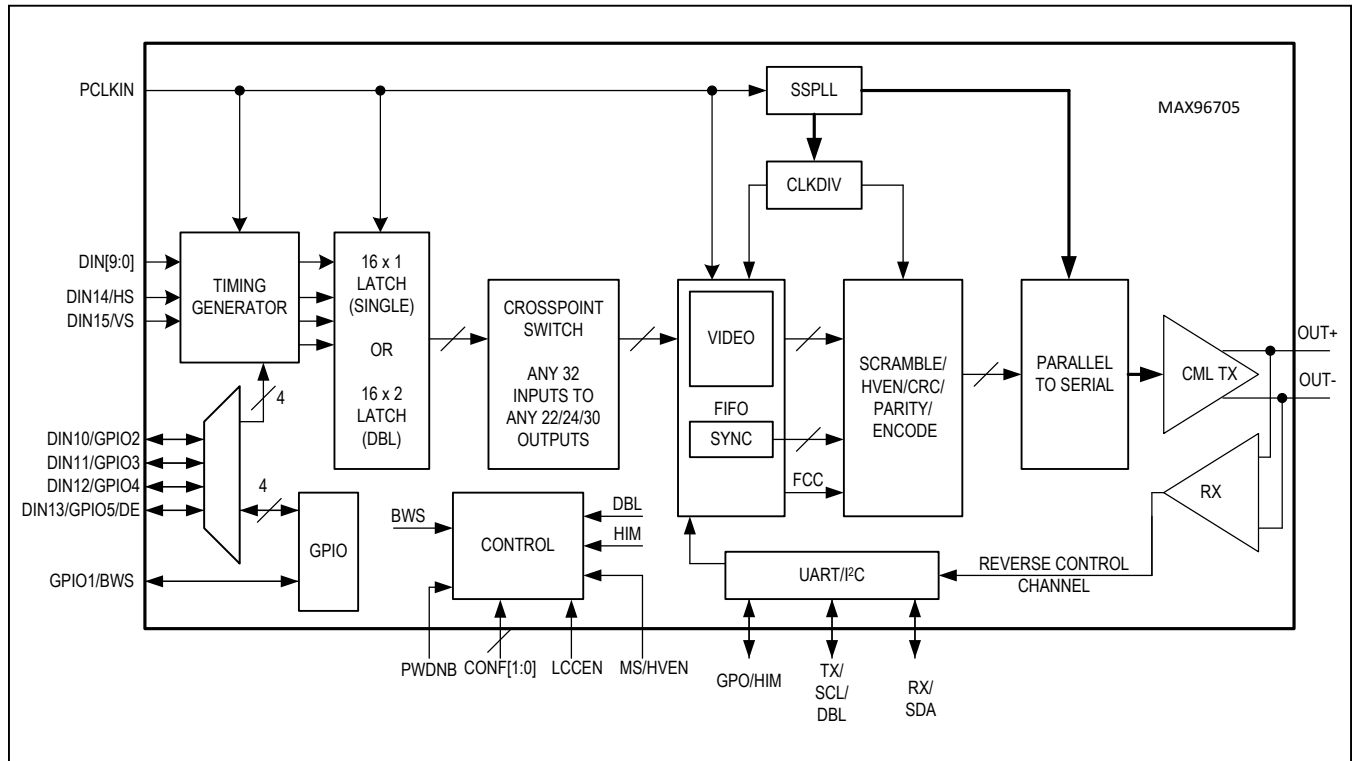 PCLKIN
SSPLL
MAX96705
CLKDIV
DIN[9:0]
DIN14/HS
DIN15/VS
TIMING
GENERATOR
16 x 1
LATCH
(SINGLE)
OR
16 x 2
LATCH
(DBL)
CROSSPOINT
SWITCH
ANY 32
INPUTS TO
ANY 22/24/30
OUTPUTS
VIDEO
FIFO
SYNC
FCC
SCRAMBLE/
HVEN/CRC/
PARITY/
ENCODE
PARALLEL
TO SERIAL
CML TX
OUT+
OUT-
RX
4
DIN10/GPIO2
DIN11/GPIO3
DIN12/GPIO4
DIN13/GPIO5/DE
4
GPIO
GPIO1/BWS
BWS
CONTROL
DBL
HIM
UART/I²C
REVERSE CONTROL
CHANNEL
PWDNB
CONF[1:0]
LCCEN
MS/HVEN
GPO/HIM
TX/
SCL/
DBL
RX/
SDA